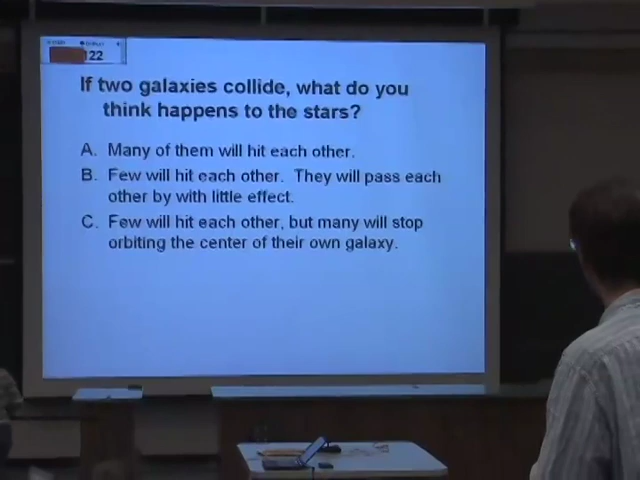 122
If two galaxies collide, what do you
think happens to the stars?
A. Many of them will hit each other.
B. Few will hit each other. They will pass each
other by with little effect.
C. Few will hit each other, but many will stop
orbiting the center of their own galaxy.